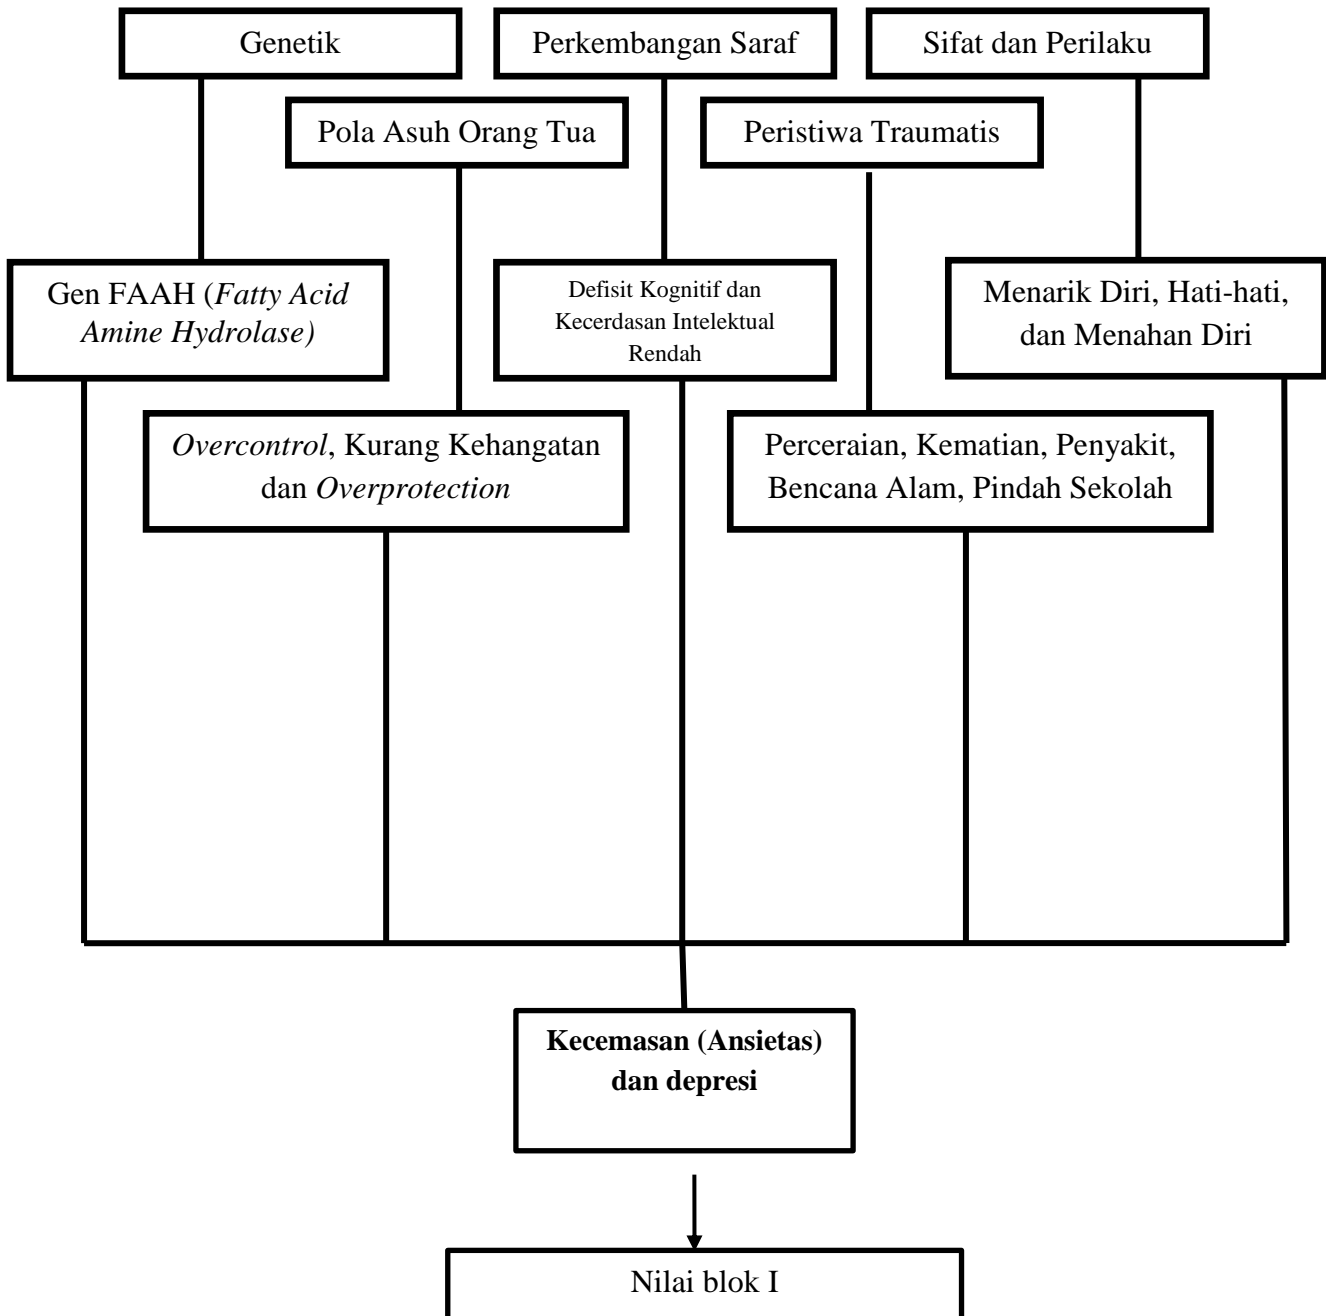 Genetik
Perkembangan Saraf
Sifat dan Perilaku
Pola Asuh Orang Tua
Peristiwa Traumatis
Gen FAAH (Fatty Acid
Amine Hydrolase)
Defisit Kognitif dan
Kecerdasan Intelektual
Rendah
Menarik Diri, Hati-hati,
dan Menahan Diri
Overcontrol, Kurang Kehangatan
dan Overprotection
Perceraian, Kematian, Penyakit,
Bencana Alam, Pindah Sekolah
Kecemasan (Ansietas)
dan depresi
Nilai blok I